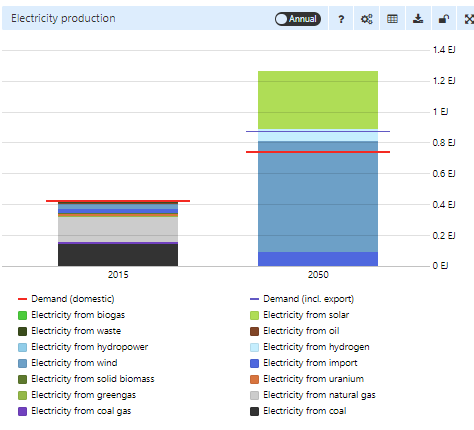 Electricity production
Annual
?
1.4 EJ
1.2 EJ
1 EJ
0.8 EJ
0.6 EJ
0.4 EJ
0.2 EJ
0 EJ
2015 2050
Demand (domestic) Demand (incl. export)
Electricity from biogas Electricity from solar
Electricity from waste Electricity from oil
Electricity from hydropower Electricity from hydrogen
Electricity from wind Electricity from import
Electricity from solid biomass Electricity from uranium
Electricity from greengas Electricity from natural gas
Electricity from coal gas Electricity from coal